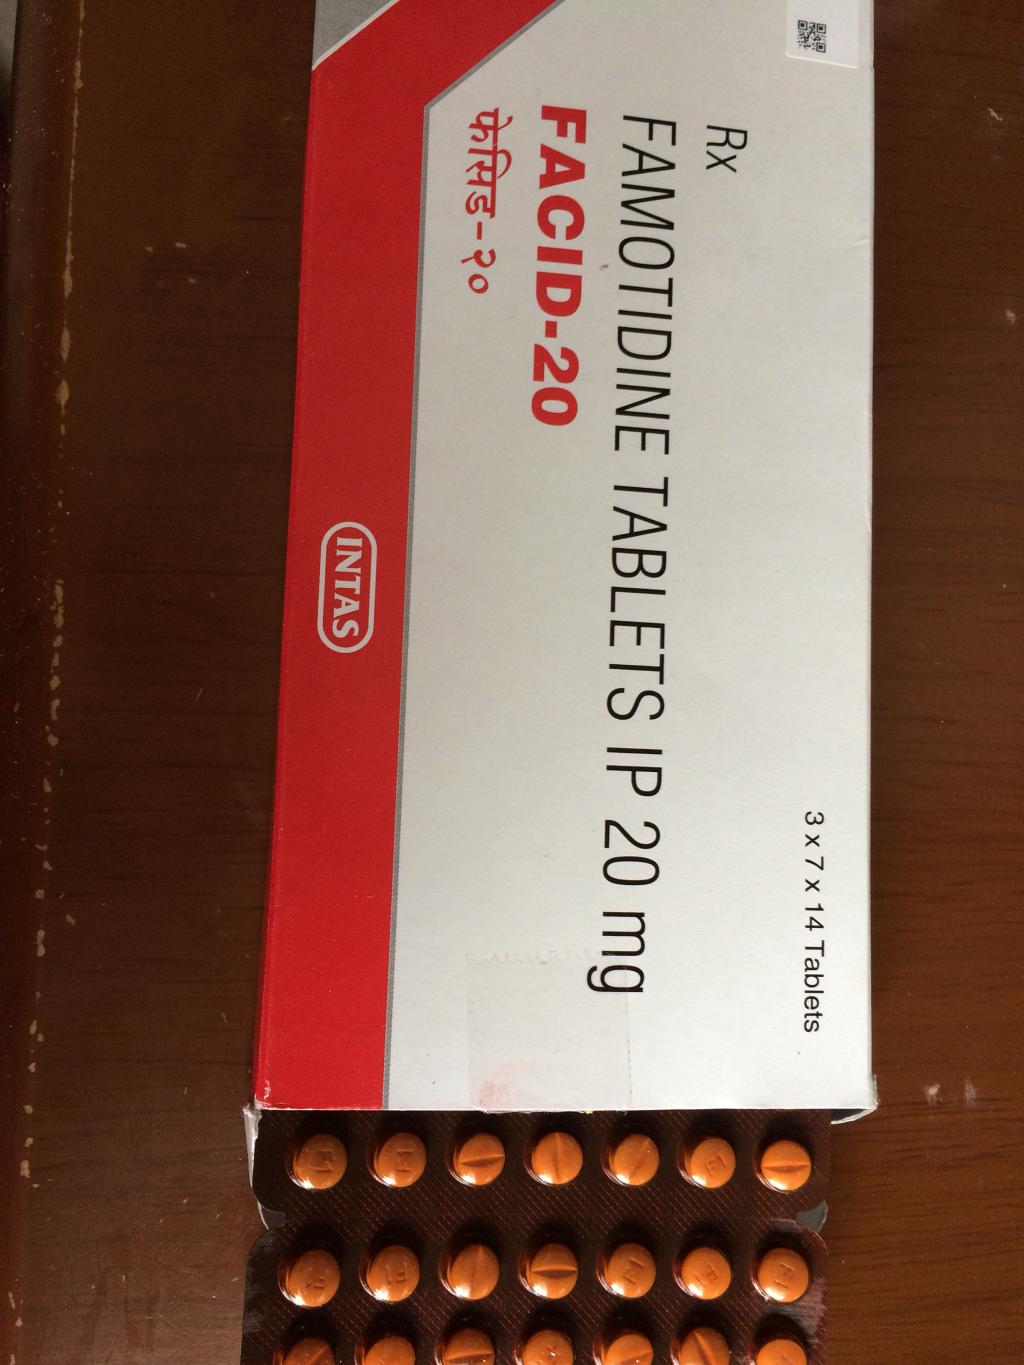 Rx
FAMOTIDINE TABLETS IP 20 mg
FACID-20
फेसिड-२०
3 x 7 x 14 Tablets
INTAS